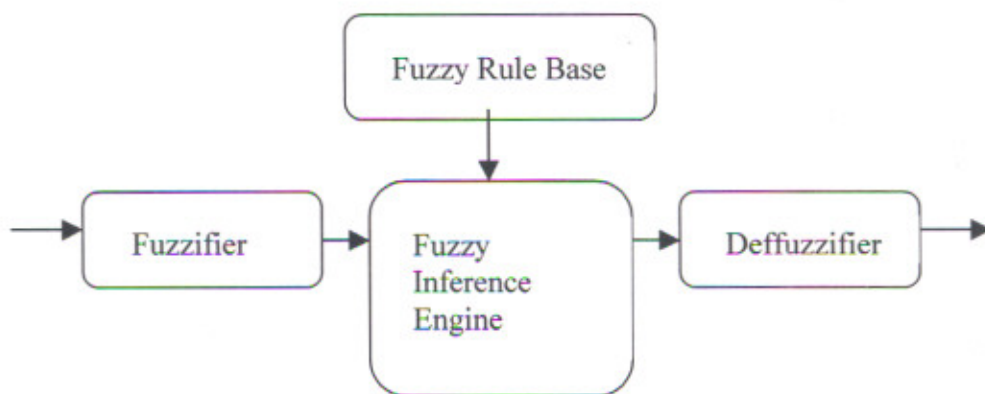 Fuzzy Rule Base
Fuzzifier
Fuzzy
Inference
Engine
Deffuzzifier